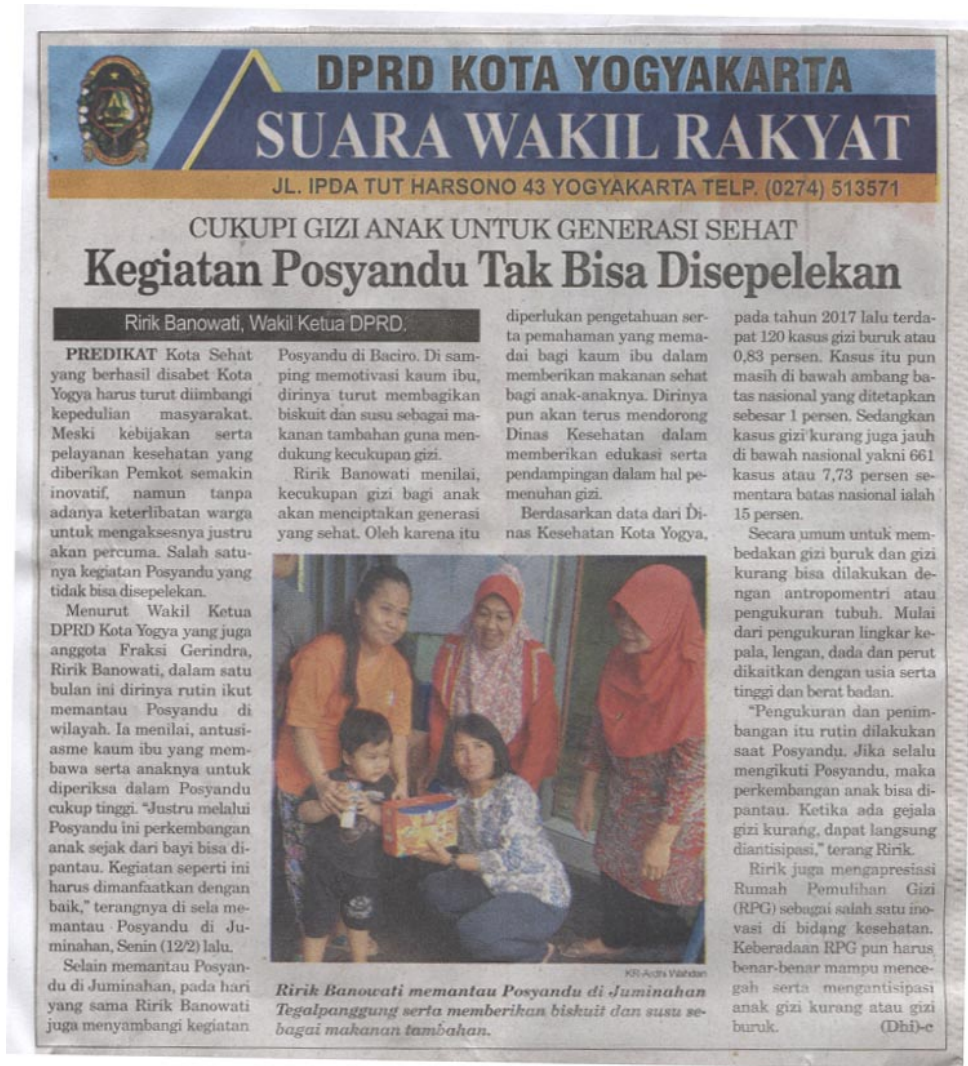 DPRD KOTA YOGYAKARTA
SUARA WAKIL RAKYAT
JL. IPDA TUT HARSONO 43 YOGYAKARTA TELP. (0274) 513571
CUKUPI GIZI ANAK UNTUK GENERASI SEHAT
Kegiatan Posyandu Tak Bisa Disepelekan
Ririk Banowati, Wakil Ketua DPRD.
PREDIKAT Kota Sehat
yang berhasil disabet Kota
Yogya harus turut diimbangi
kepedulian masyarakat.
Meski kebijakan serta
pelayanan kesehatan yang
diberikan Pemkot semakin
inovatif, namun tanpa
adanya keterlibatan warga
untuk mengaksesnya justru
akan percuma. Salah satu-
nya kegiatan Posyandu yang
tidak bisa disepelekan.
Menurut Wakil Ketua
DPRD Kota Yogya yang juga
anggota Fraksi Gerindra,
Ririk Banowati, dalam satu
bulan ini dirinya rutin ikut
memantau Posyandu di
wilayah. Ia menilai, antusi-
asme kaum ibu yang mem-
bawa serta anaknya untuk
diperiksa dalam Posyandu
cukup tinggi. "Justru melalui
Posyandu ini perkembangan
anak sejak dari bayi bisa di-
pantau. Kegiatan seperti ini
harus dimanfaatkan dengan
baik," terangnya di sela me-
mantau Posyandu di Ju-
minahan, Senin (12/2) lalu.
Selain memantau Posyan-
du di Juminahan, pada hari
yang sama Ririk Banowati
juga menyambangi kegiatan
Posyandu di Baciro. Di sam-
ping memotivasi kaum ibu,
dirinya turut membagikan
biskuit dan susu sebagai ma-
kanan tambahan guna men-
dukung kecukupan gizi.
Ririk Banowati menilai,
kecukupan gizi bagi anak
akan menciptakan generasi
yang sehat. Oleh karena itu
diperlukan pengetahuan ser-
ta pemahaman yang mema-
dai bagi kaum ibu dalam
memberikan makanan sehat
bagi anak-anaknya. Dirinya
pun akan terus mendorong
Dinas Kesehatan dalam
memberikan edukasi serta
pendampingan dalam hal pe-
menuhan gizi.
Berdasarkan data dari Di-
nas Kesehatan Kota Yogya,
KR-Ardhi Wahdan
Ririk Banowati memantau Posyandu di Juminahan
Tegalpanggung serta memberikan biskuit dan susu se-
bagai makanan tambahan.
pada tahun 2017 lalu terda-
pat 120 kasus gizi buruk atau
0,83 persen. Kasus itu pun
masih di bawah ambang ba-
tas nasional yang ditetapkan
sebesar 1 persen. Sedangkan
kasus gizi kurang juga jauh
di bawah nasional yakni 661
kasus atau 7,73 persen se-
mentara batas nasional ialah
15 persen.
Secara umum untuk mem-
bedakan gizi buruk dan gizi
kurang bisa dilakukan de-
ngan antropomentri atau
pengukuran tubuh. Mulai
dari pengukuran lingkar ke-
pala, lengan, dada dan perut
dikaitkan dengan usia serta
tinggi dan berat badan.
"Pengukuran dan penim-
bangan itu rutin dilakukan
saat Posyandu. Jika selalu
mengikuti Posyandu, maka
perkembangan anak bisa di-
pantau. Ketika ada gejala
gizi kurang, dapat langsung
diantisipasi," terang Ririk.
Ririk juga mengapresiasi
Rumah Pemulihan Gizi
(RPG) sebagai salah satu ino-
vasi di bidang kesehatan.
Keberadaan RPG pun harus
benar-benar mampu mence-
gah serta mengantisipasi
anak gizi kurang atau gizi
buruk. (Dhi)-c